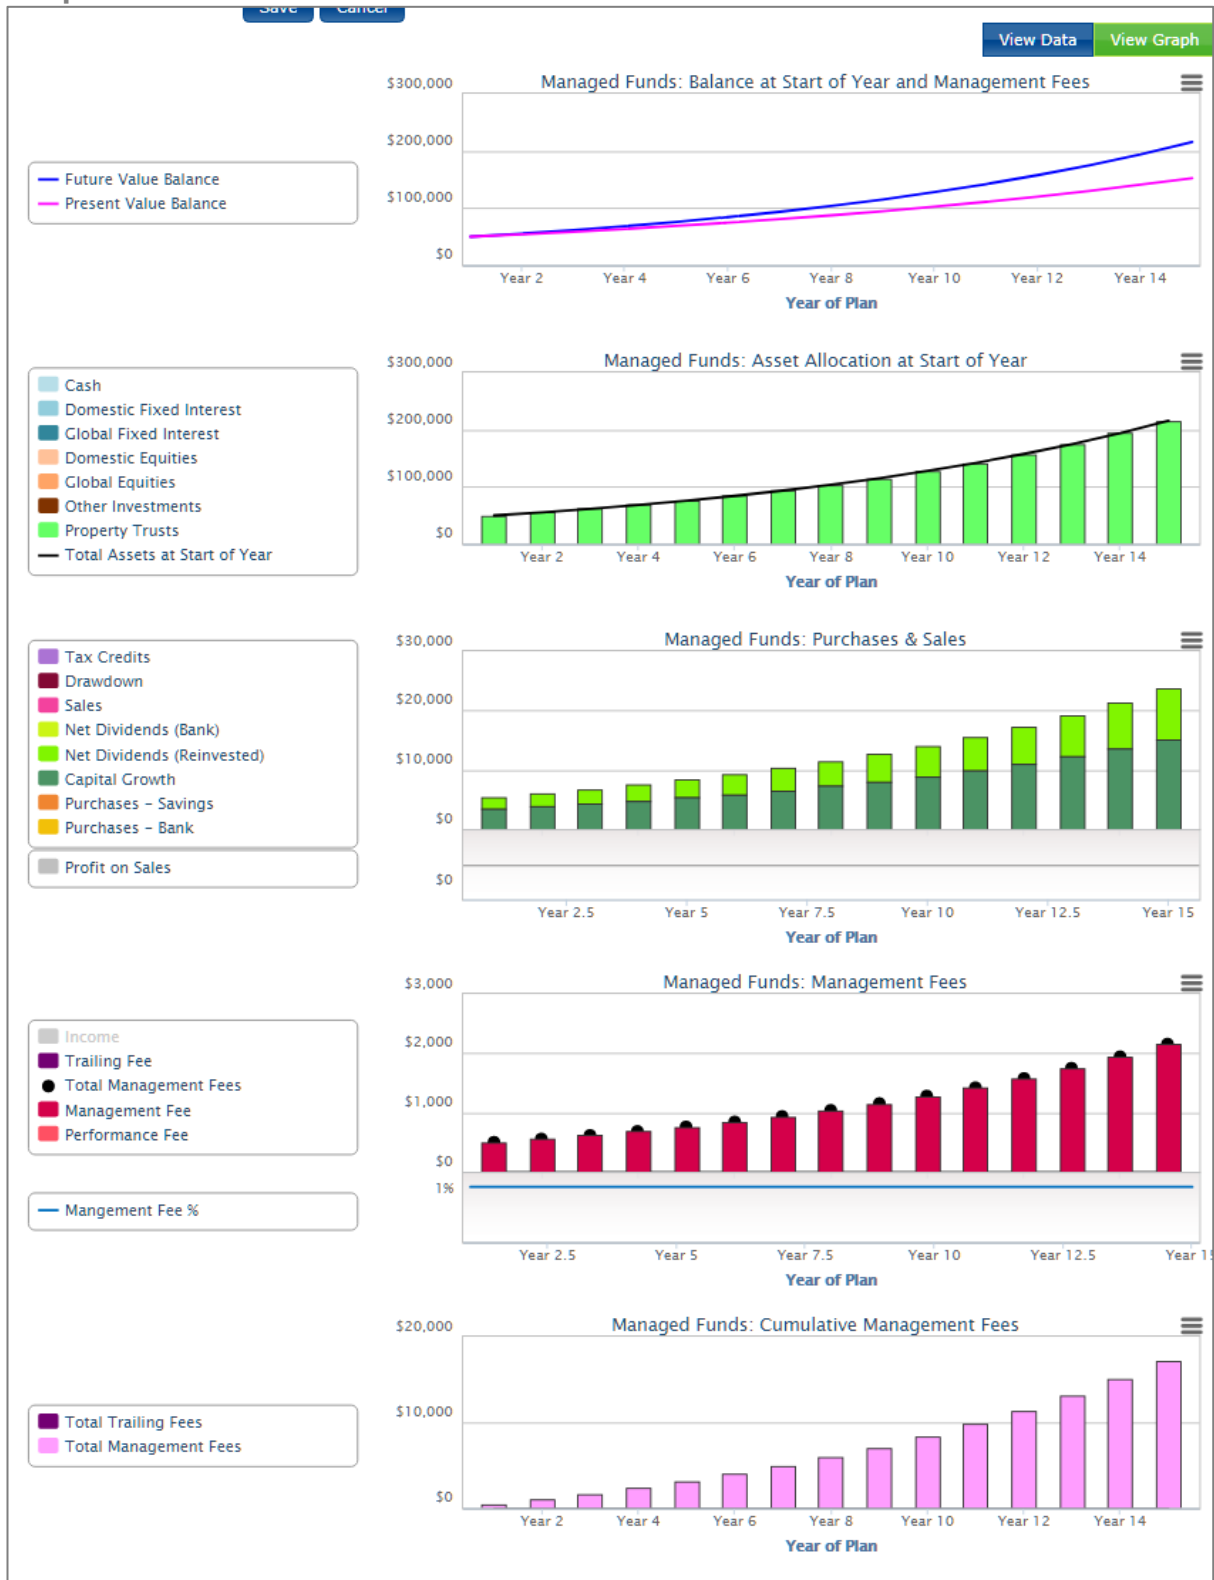 Save Cancel
View Data View Graph
Managed Funds: Balance at Start of Year and Management Fees
$300,000
$200,000
$100,000
$0
Future Value Balance
Present Value Balance
Year 2 Year 4 Year 6 Year 8 Year 10 Year 12 Year 14
Year of Plan
Managed Funds: Asset Allocation at Start of Year
$300,000
$200,000
$100,000
$0
Cash
Domestic Fixed Interest
Global Fixed Interest
Domestic Equities
Global Equities
Other Investments
Property Trusts
Total Assets at Start of Year
Year 2 Year 4 Year 6 Year 8 Year 10 Year 12 Year 14
Year of Plan
Managed Funds: Purchases & Sales
$30,000
$20,000
$10,000
$0
$0
Tax Credits
Drawdown
Sales
Net Dividends (Bank)
Net Dividends (Reinvested)
Capital Growth
Purchases - Savings
Purchases - Bank
Profit on Sales
Year 2.5 Year 5 Year 7.5 Year 10 Year 12.5 Year 15
Year of Plan
Managed Funds: Management Fees
$3,000
$2,000
$1,000
$0
1%
Income
Trailing Fee
Total Management Fees
Management Fee
Performance Fee
Mangement Fee %
Year 2.5 Year 5 Year 7.5 Year 10 Year 12.5 Year 15
Year of Plan
Managed Funds: Cumulative Management Fees
$20,000
$10,000
$0
Total Trailing Fees
Total Management Fees
Year 2 Year 4 Year 6 Year 8 Year 10 Year 12 Year 14
Year of Plan